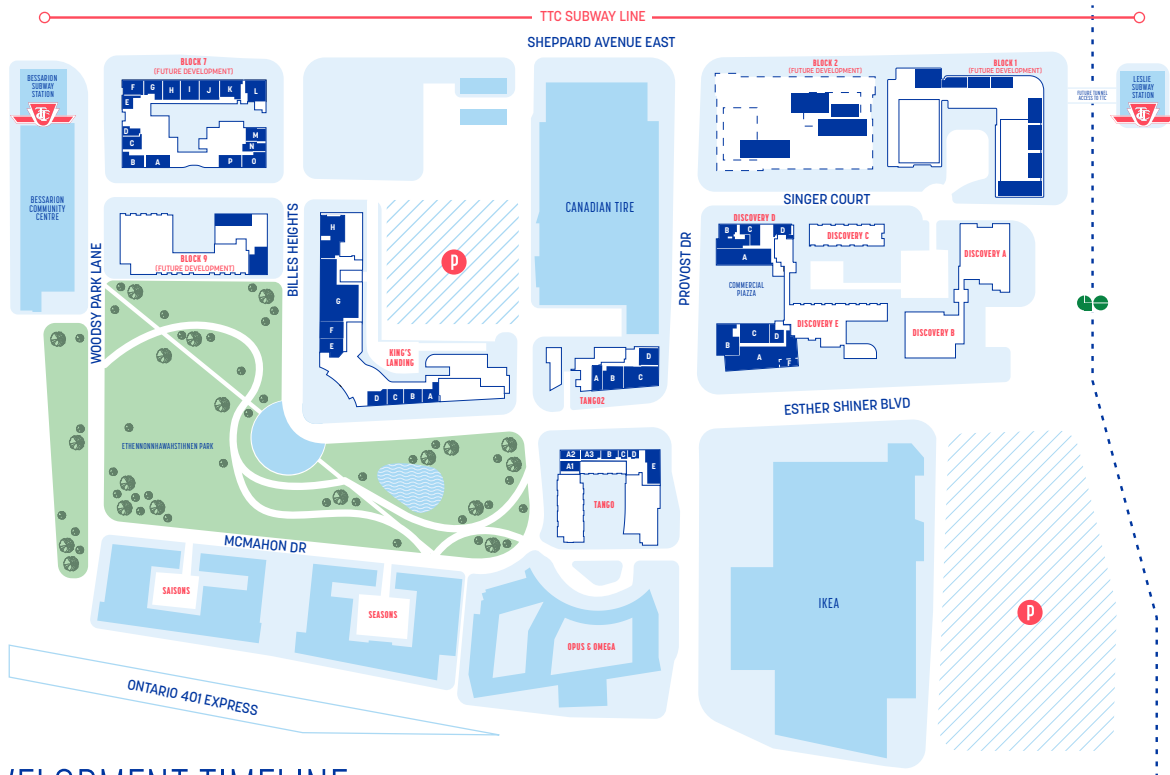 TTC SUBWAY LINE
SHEPPARD AVENUE EAST
BESSARION
SUBWAY
STATION
BLOCK 7
(FUTURE DEVELOPMENT)
F G H I J K L
E
D
C
B A
M
N
P O
BLOCK 2
(FUTURE DEVELOPMENT)
BLOCK 1
(FUTURE DEVELOPMENT)
FUTURE TUNNEL
ACCESS TO TTC
LESLIE
SUBWAY
STATION
BESSARION
COMMUNITY
CENTRE
WOODSY PARK LANE
BLOCK 9
(FUTURE DEVELOPMENT)
BILLES HEIGHTS
H
G
F
E
D C B A
P
KING'S
LANDING
CANADIAN TIRE
PROVOST DR
SINGER COURT
DISCOVERY D
B C D
A
DISCOVERY C
DISCOVERY A
COMMERCIAL
PIAZZA
DISCOVERY E
DISCOVERY B
B C D
A F
D
A B C
TANGO2
ESTHER SHINER BLVD
ETHENNONNHAWAHSTIHNEN PARK
A2 A3 B C D
A1 E
TANGO
MCMAHON DR
SAISONS
SEASONS
OPUS & OMEGA
IKEA
P
ONTARIO 401 EXPRESS